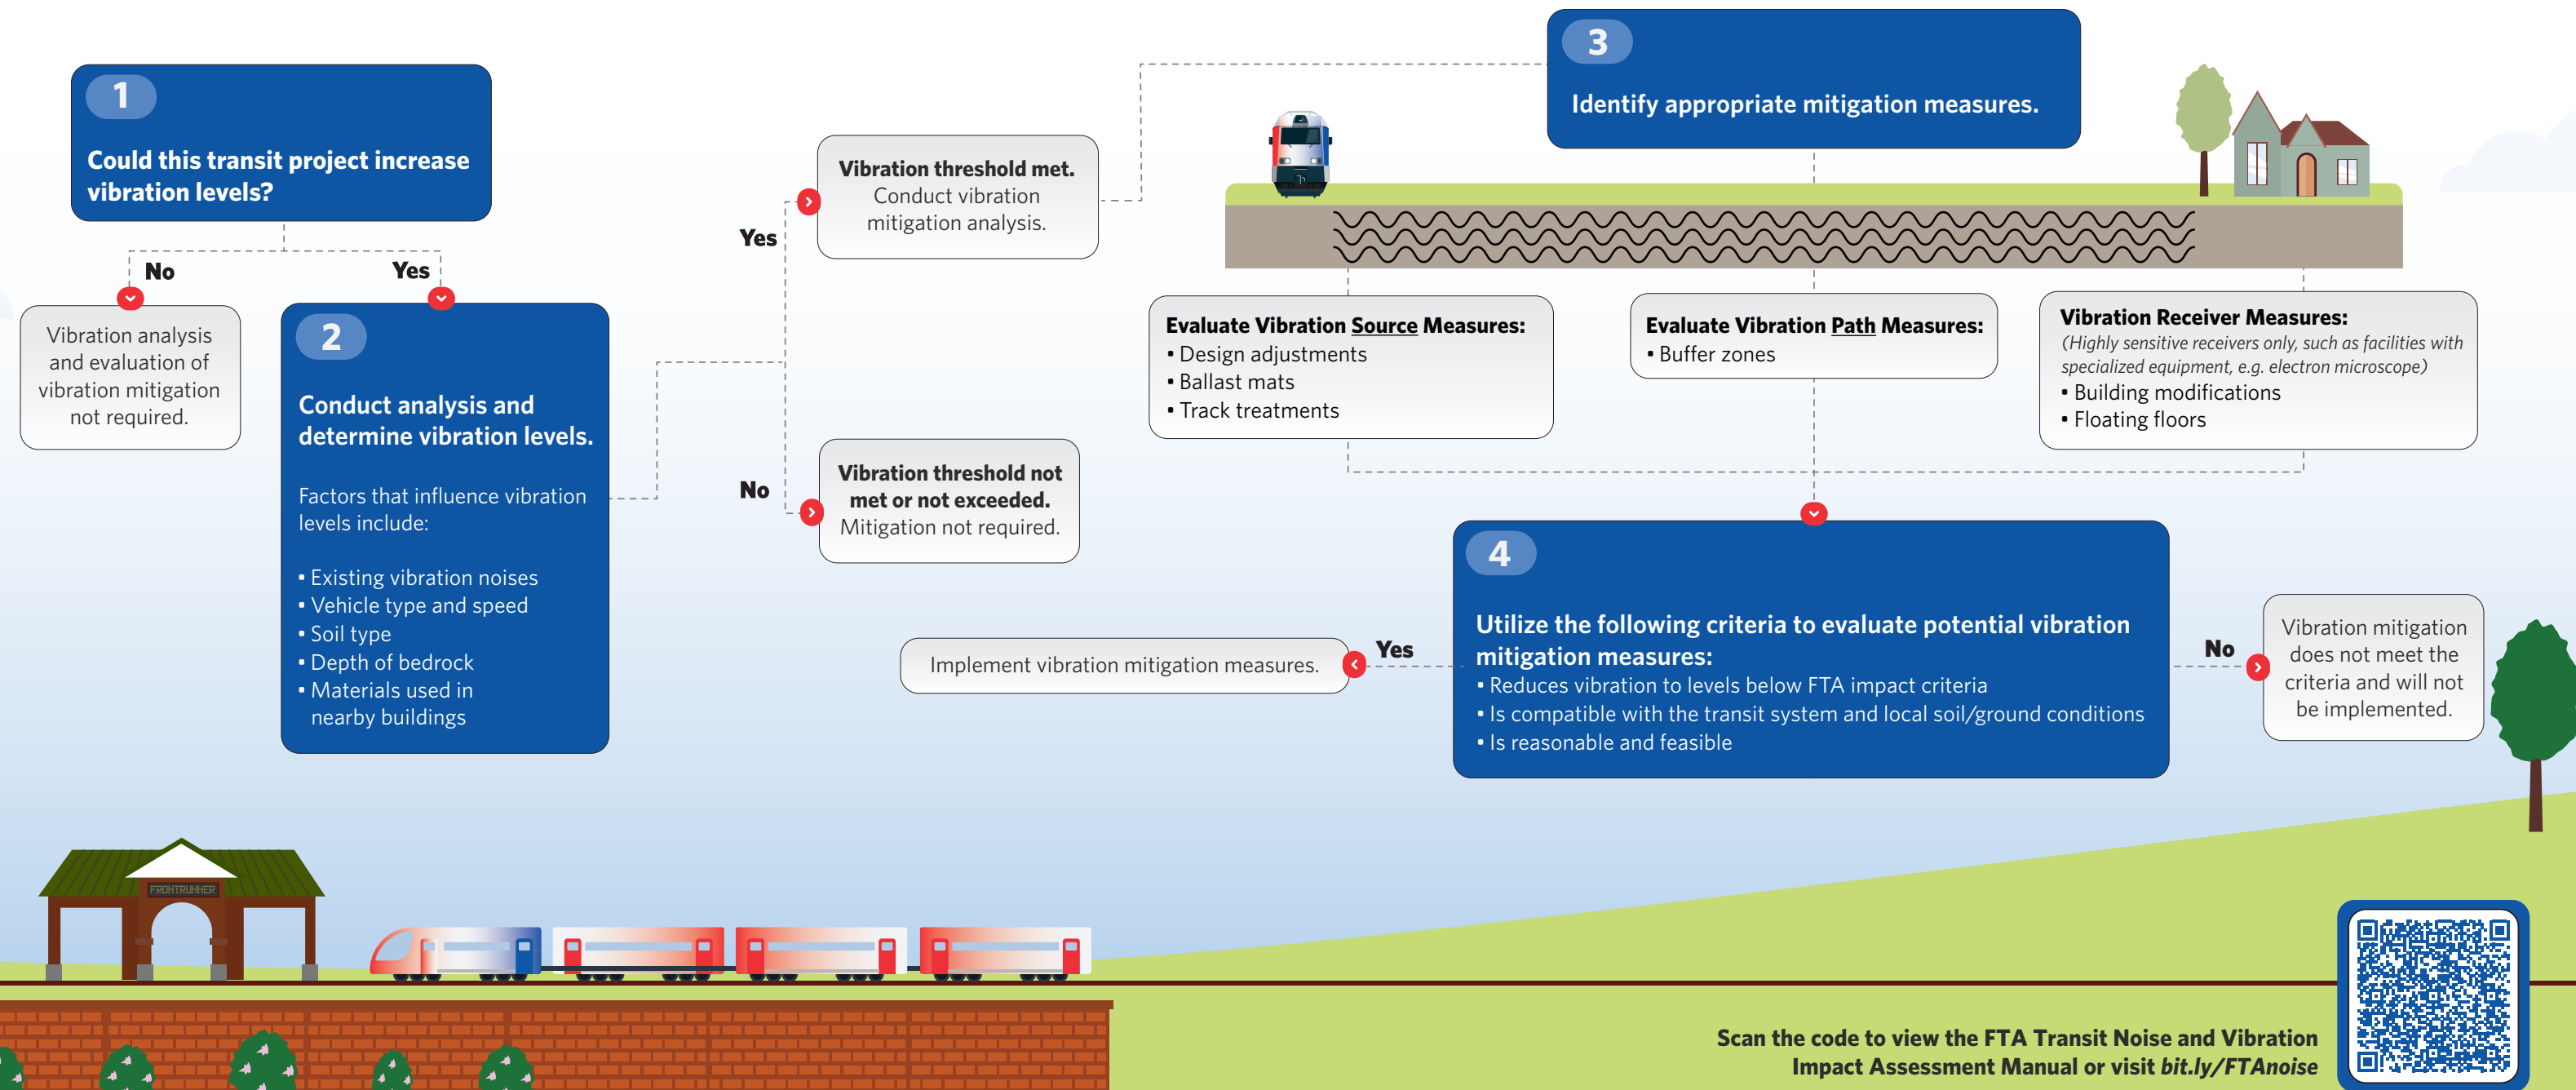 1
Could this transit project increase
vibration levels?
No
Yes
Vibration analysis
and evaluation of
vibration mitigation
not required.
2
Conduct analysis and
determine vibration levels.
Factors that influence vibration
levels include:
• Existing vibration noises
• Vehicle type and speed
• Soil type
• Depth of bedrock
• Materials used in
nearby buildings
Yes
Vibration threshold met.
Conduct vibration
mitigation analysis.
No
Vibration threshold not
met or not exceeded.
Mitigation not required.
3
Identify appropriate mitigation measures.
Evaluate Vibration Source Measures:
• Design adjustments
• Ballast mats
• Track treatments
Evaluate Vibration Path Measures:
• Buffer zones
Vibration Receiver Measures:
(Highly sensitive receivers only, such as facilities with
specialized equipment, e.g. electron microscope)
• Building modifications
• Floating floors
4
Utilize the following criteria to evaluate potential vibration
mitigation measures:
• Reduces vibration to levels below FTA impact criteria
• Is compatible with the transit system and local soil/ground conditions
• Is reasonable and feasible
Yes
Implement vibration mitigation measures.
No
Vibration mitigation
does not meet the
criteria and will not
be implemented.
FRONTRUNNER
Scan the code to view the FTA Transit Noise and Vibration
Impact Assessment Manual or visit bit.ly/FTAnoise